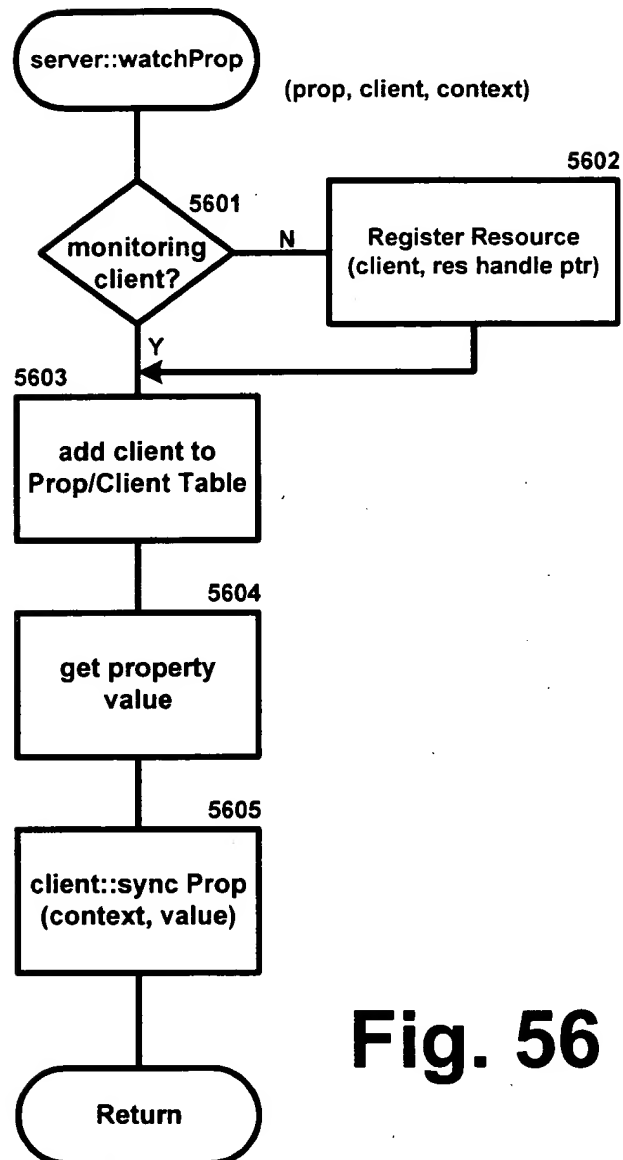 server::watchProp
(prop, client, context)
5601
monitoring
client?
N
5602
Register Resource
(client, res handle ptr)
Y
5603
add client to
Prop/Client Table
5604
get property
value
5605
client::sync Prop
(context, value)
Return
Fig. 56